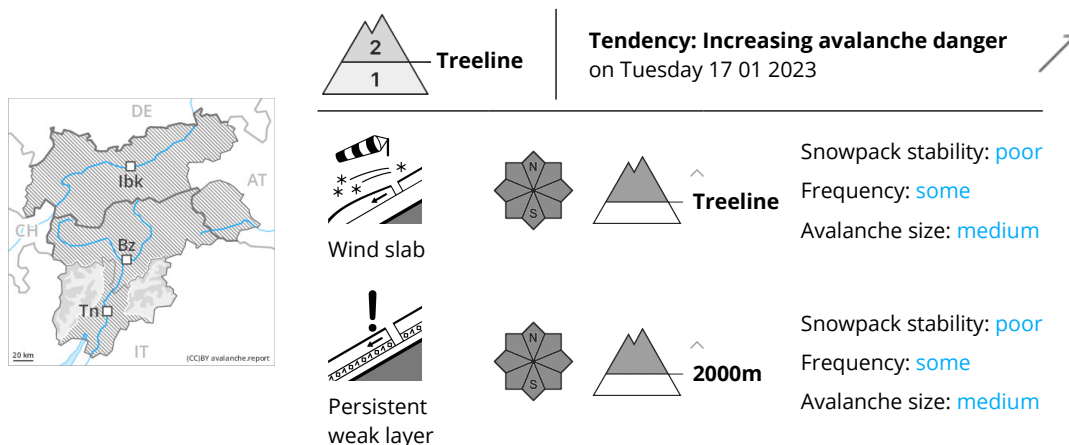 2
1
Treeline
Tendency: Increasing avalanche danger
on Tuesday 17 01 2023
DE
AT
CH
IT
Ibk
Bz
Tn
20 km
(CC)BY avalanche.report
Wind slab
N
S
Treeline
Snowpack stability: poor
Frequency: some
Avalanche size: medium
Persistent
weak layer
N
S
2000m
Snowpack stability: poor
Frequency: some
Avalanche size: medium